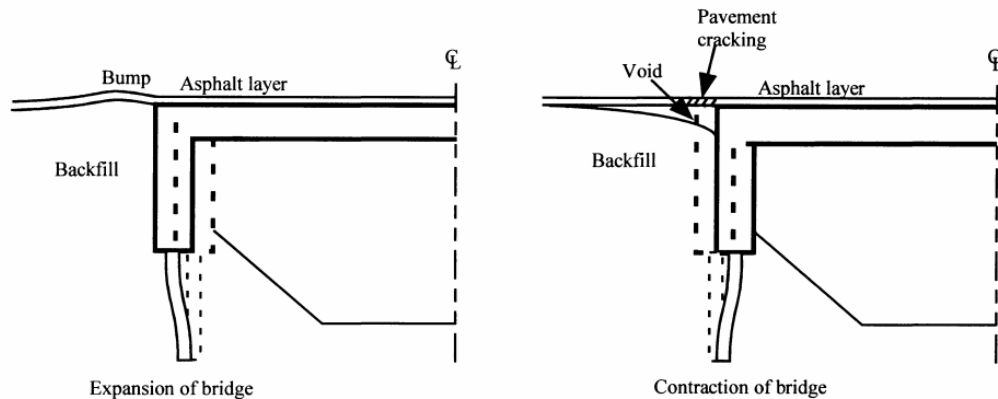 Pavement
cracking
℄
℄
Void
Bump
Asphalt layer
Asphalt layer
Backfill
Backfill
Expansion of bridge
Contraction of bridge